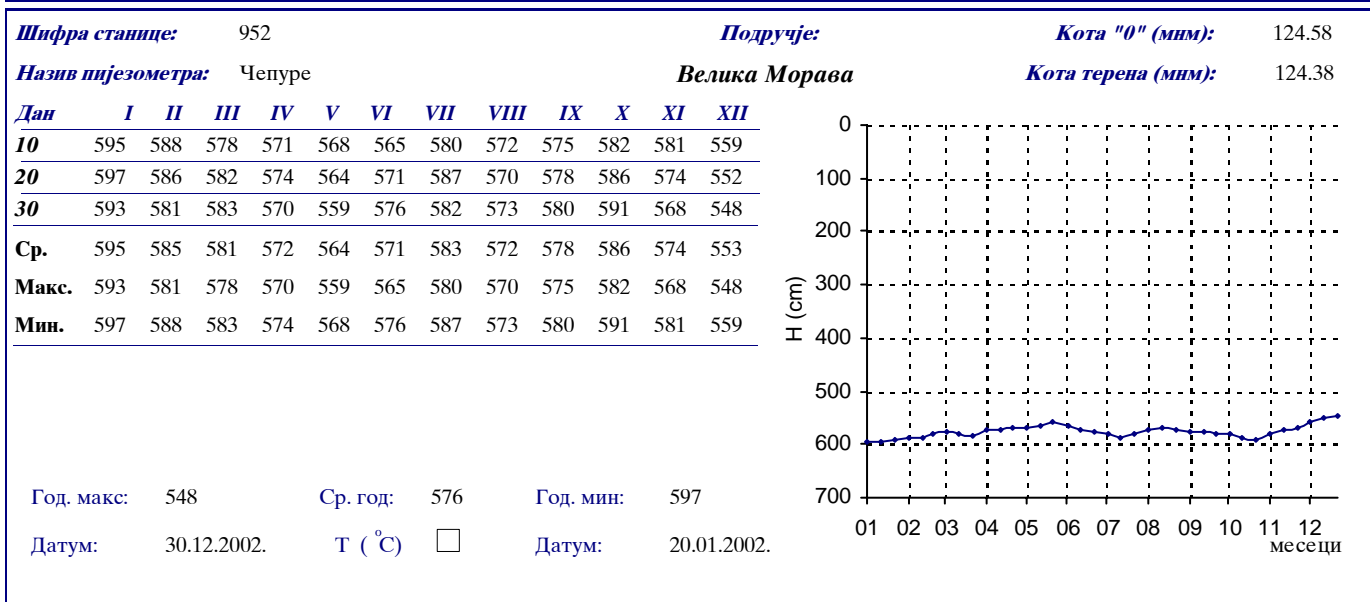 Шифра станице: 952 Подручје: Кота "0" (мнм): 124.58
Назив пијезометра: Чепуре Велика Морава Кота терена (мнм): 124.38
Дан I II III IV V VI VII VIII IX X XI XII
10 595 588 578 571 568 565 580 572 575 582 581 559
20 597 586 582 574 564 571 587 570 578 586 574 552
30 593 581 583 570 559 576 582 573 580 591 568 548
Ср. 595 585 581 572 564 571 583 572 578 586 574 553
Макс. 593 581 578 570 559 565 580 570 575 582 568 548
Мин. 597 588 583 574 568 576 587 573 580 591 581 559
Год. макс: 548 Ср. год: 576 Год. мин: 597
Датум: 30.12.2002. Т ( °C) Датум: 20.01.2002.
H (cm)
0
100
200
300
400
500
600
700
01 02 03 04 05 06 07 08 09 10 11 12
месеци